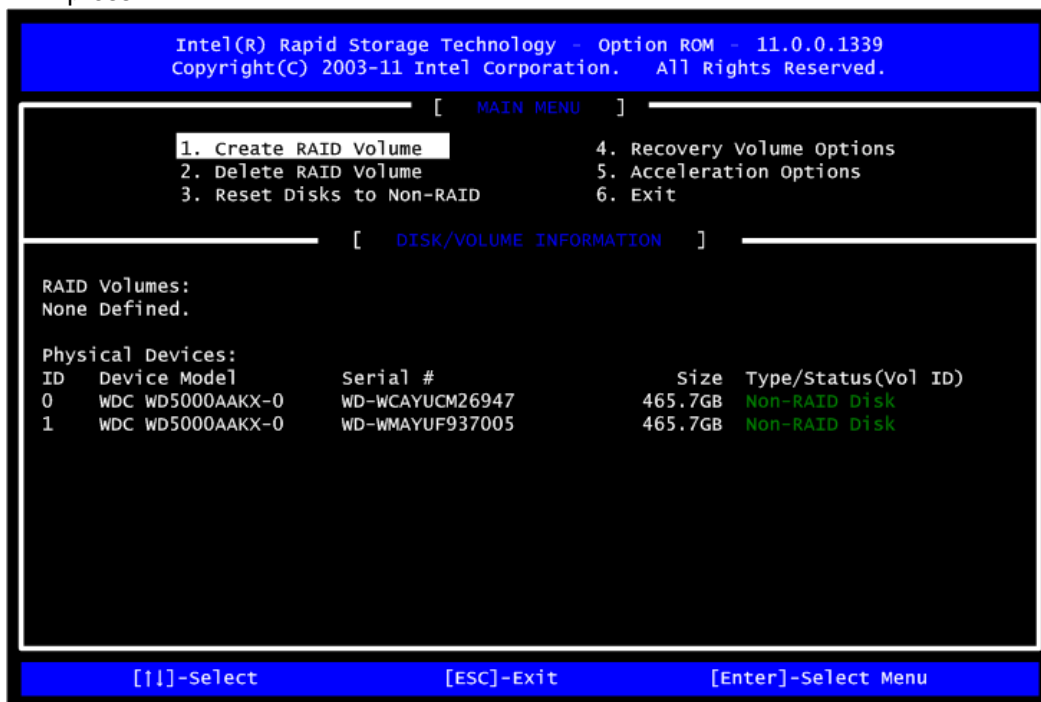 Intel(R) Rapid Storage Technology - Option ROM - 11.0.0.1339
Copyright(C) 2003-11 Intel Corporation. All Rights Reserved.
[ MAIN MENU ]
1. Create RAID Volume 4. Recovery Volume Options
2. Delete RAID Volume 5. Acceleration Options
3. Reset Disks to Non-RAID 6. Exit
[ DISK/VOLUME INFORMATION ]
RAID Volumes:
None Defined.
Physical Devices:
ID Device Model Serial # Size Type/Status(Vol ID)
0 WDC WD5000AAKX-0 WD-WCAYUCM26947 465.7GB Non-RAID Disk
1 WDC WD5000AAKX-0 WD-WMAYUF937005 465.7GB Non-RAID Disk
[↑↓]-Select [ESC]-Exit [Enter]-Select Menu